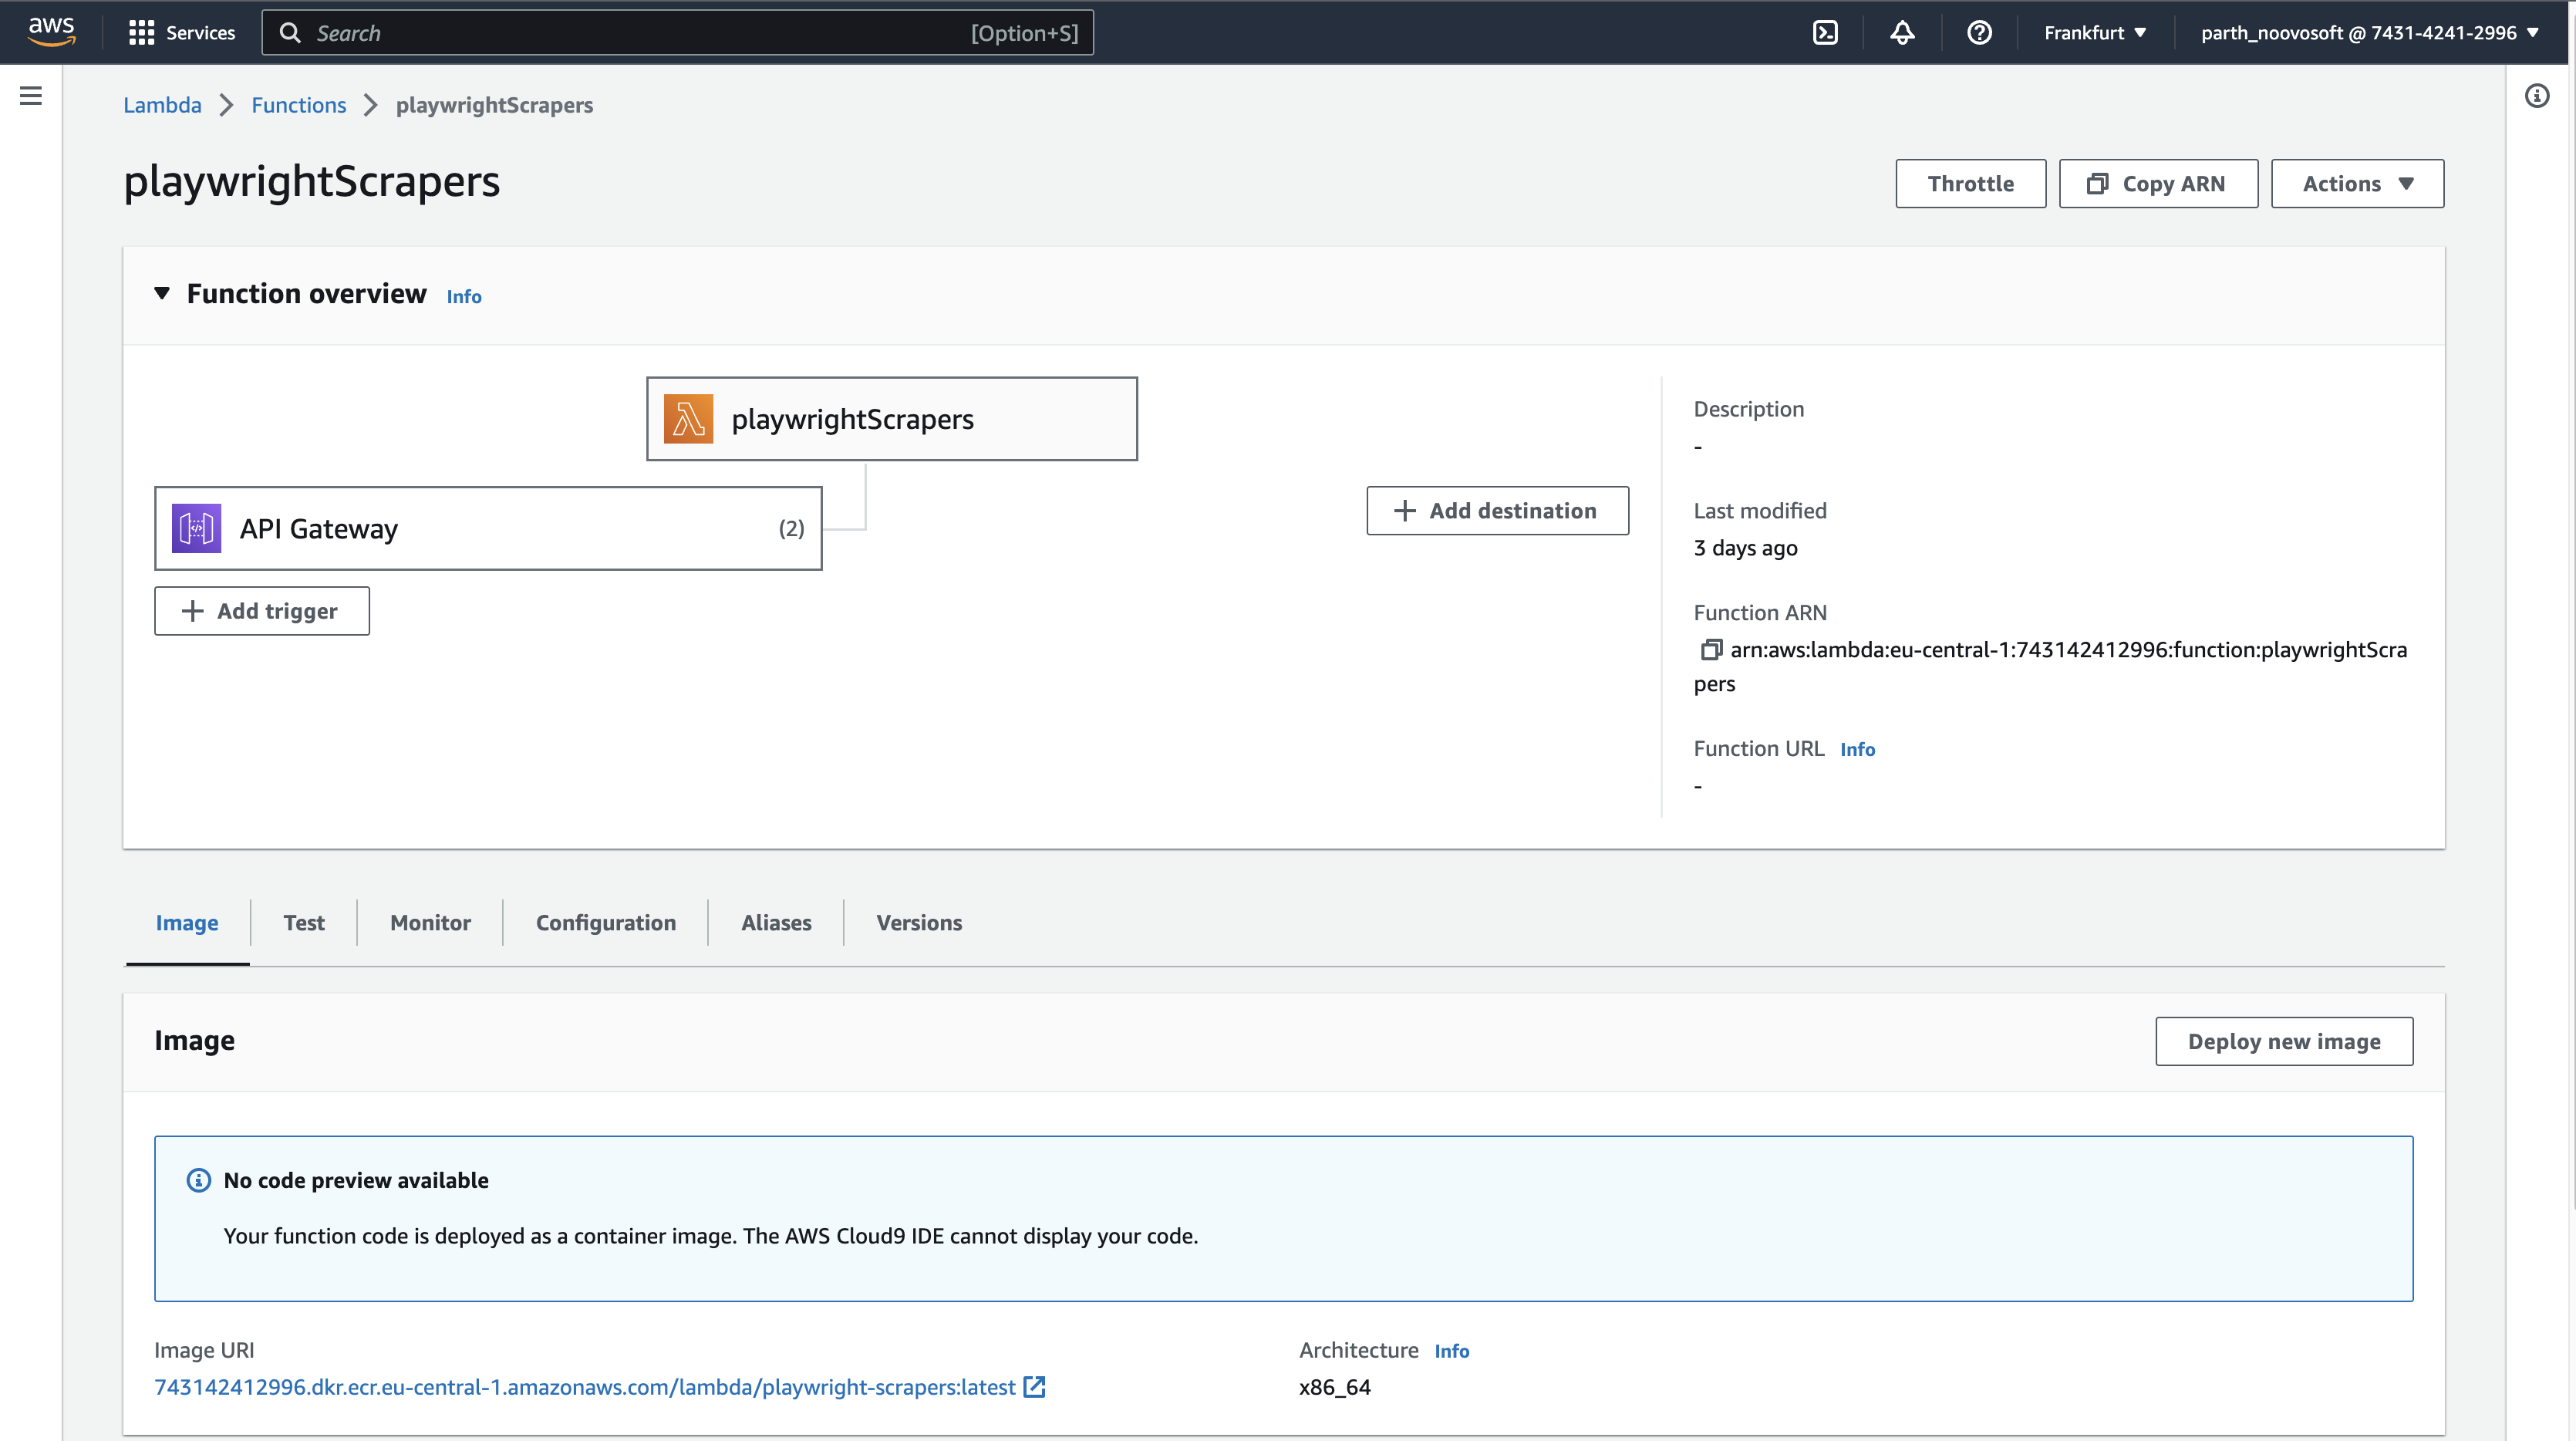 aws
Services
Search
[Option+S]
Frankfurt
parth_noovosoft @ 7431-4241-2996
Lambda
Functions
playwrightScrapers
playwrightScrapers
Throttle
Copy ARN
Actions
Function overview
Info
playwrightScrapers
API Gateway
(2)
Add trigger
Add destination
Description
-
Last modified
3 days ago
Function ARN
arn:aws:lambda:eu-central-1:743142412996:function:playwrightScra
pers
Function URL Info
-
Image
Test
Monitor
Configuration
Aliases
Versions
Image
Deploy new image
No code preview available
Your function code is deployed as a container image. The AWS Cloud9 IDE cannot display your code.
Image URI
743142412996.dkr.ecr.eu-central-1.amazonaws.com/lambda/playwright-scrapers:latest
Architecture Info
x86_64